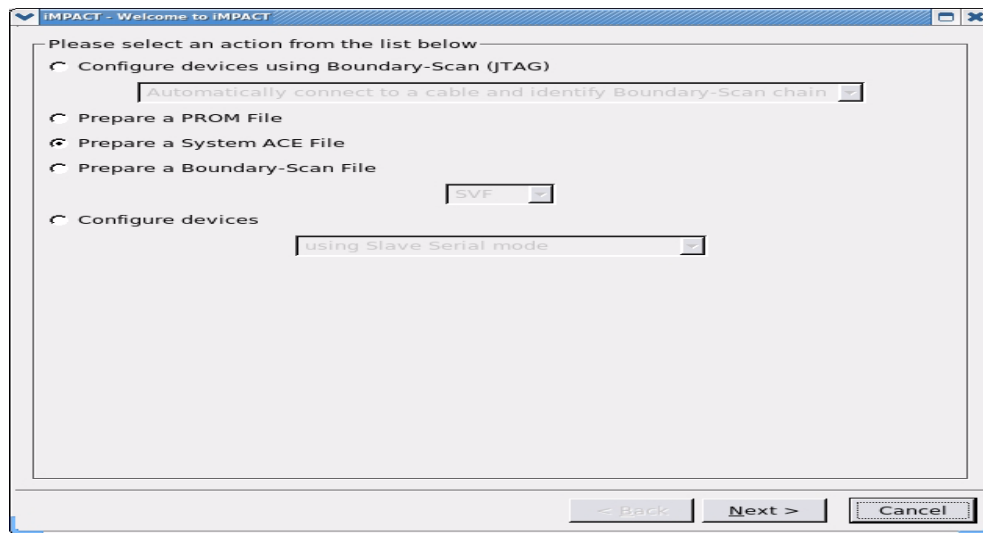 iMPACT - Welcome to iMPACT
Please select an action from the list below
Configure devices using Boundary-Scan (JTAG)
Automatically connect to a cable and identify Boundary-Scan chain
Prepare a PROM File
Prepare a System ACE File
Prepare a Boundary-Scan File
SVF
Configure devices
using Slave Serial mode
< Back Next > Cancel